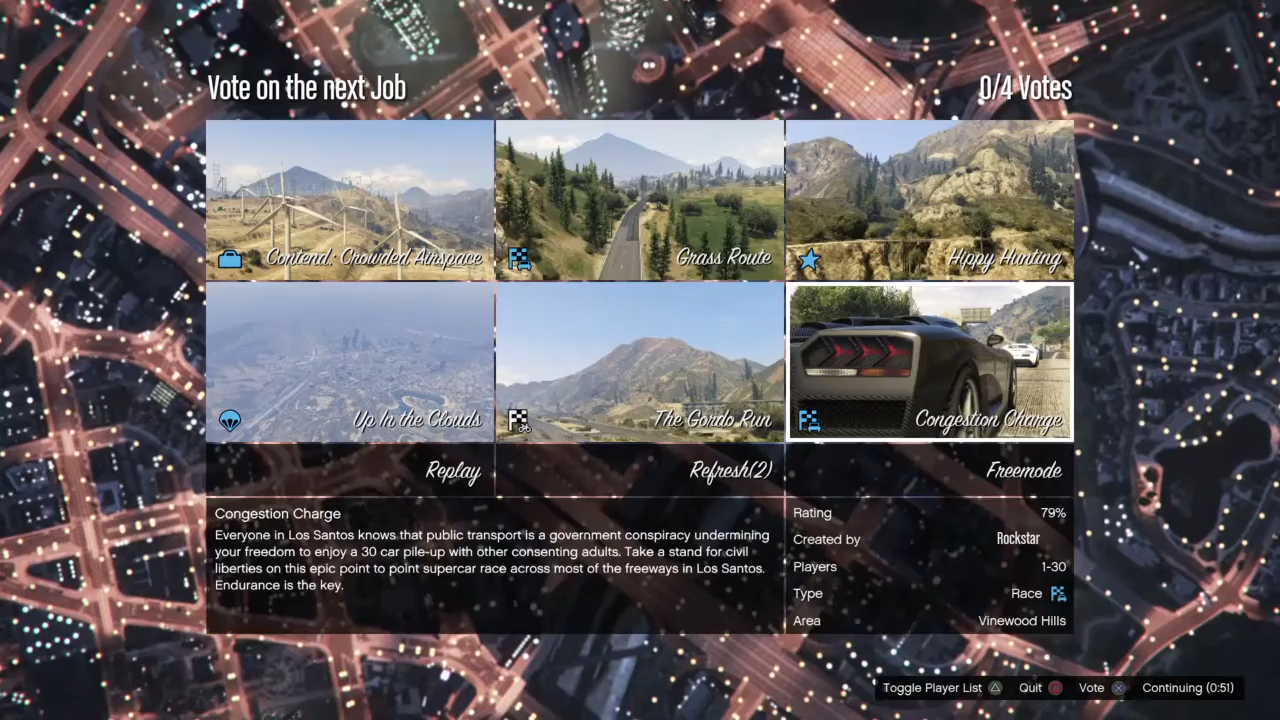 Vote on the next Job
0/4 Votes
Contend: Crowded Airspace
Grass Route
Hippy Hunting
Up In the Clouds
The Gordo Run
Congestion Charge
Replay
Refresh(2)
Freemode
Congestion Charge
Everyone in Los Santos knows that public transport is a government conspiracy undermining
your freedom to enjoy a 30 car pile-up with other consenting adults. Take a stand for civil
liberties on this epic point to point supercar race across most of the freeways in Los Santos.
Endurance is the key.
Rating 79%
Created by Rockstar
Players 1-30
Type Race
Area Vinewood Hills
Toggle Player List Quit Vote Continuing (0:51)